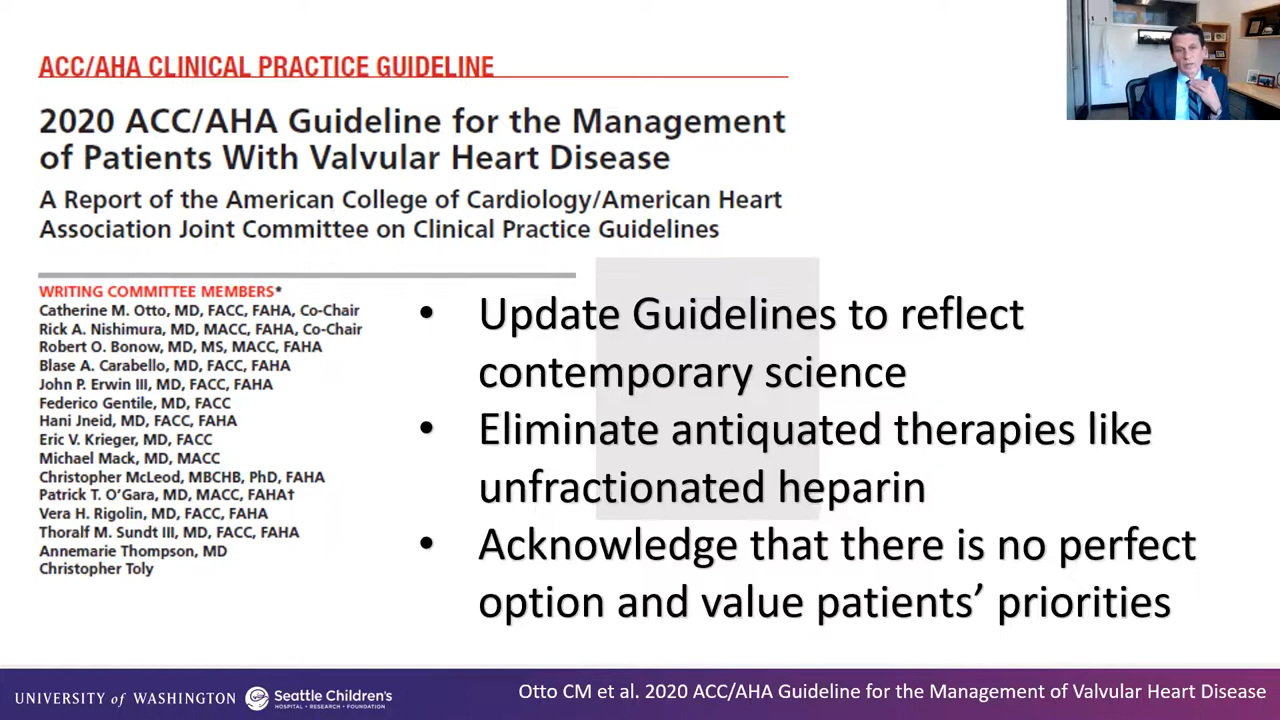 ACC/AHA CLINICAL PRACTICE GUIDELINE
2020 ACC/AHA Guideline for the Management
of Patients With Valvular Heart Disease
A Report of the American College of Cardiology/American Heart
Association Joint Committee on Clinical Practice Guidelines
WRITING COMMITTEE MEMBERS*
Catherine M. Otto, MD, FACC, FAHA, Co-Chair
Rick A. Nishimura, MD, MACC, FAHA, Co-Chair
Robert O. Bonow, MD, MS, MACC, FAHA
Blase A. Carabello, MD, FACC, FAHA
John P. Erwin III, MD, FACC, FAHA
Federico Gentile, MD, FACC
Hani Jneid, MD, FACC, FAHA
Eric V. Krieger, MD, FACC
Michael Mack, MD, MACC
Christopher McLeod, MBCHB, PhD, FAHA
Patrick T. O'Gara, MD, MACC, FAHA†
Vera H. Rigolin, MD, FACC, FAHA
Thoralf M. Sundt III, MD, FACC, FAHA
Annemarie Thompson, MD
Christopher Toly
• Update Guidelines to reflect
contemporary science
• Eliminate antiquated therapies like
unfractionated heparin
• Acknowledge that there is no perfect
option and value patients' priorities
UNIVERSITY of WASHINGTON
Seattle Children's
HOSPITAL • RESEARCH • FOUNDATION
Otto CM et al. 2020 ACC/AHA Guideline for the Management of Valvular Heart Disease